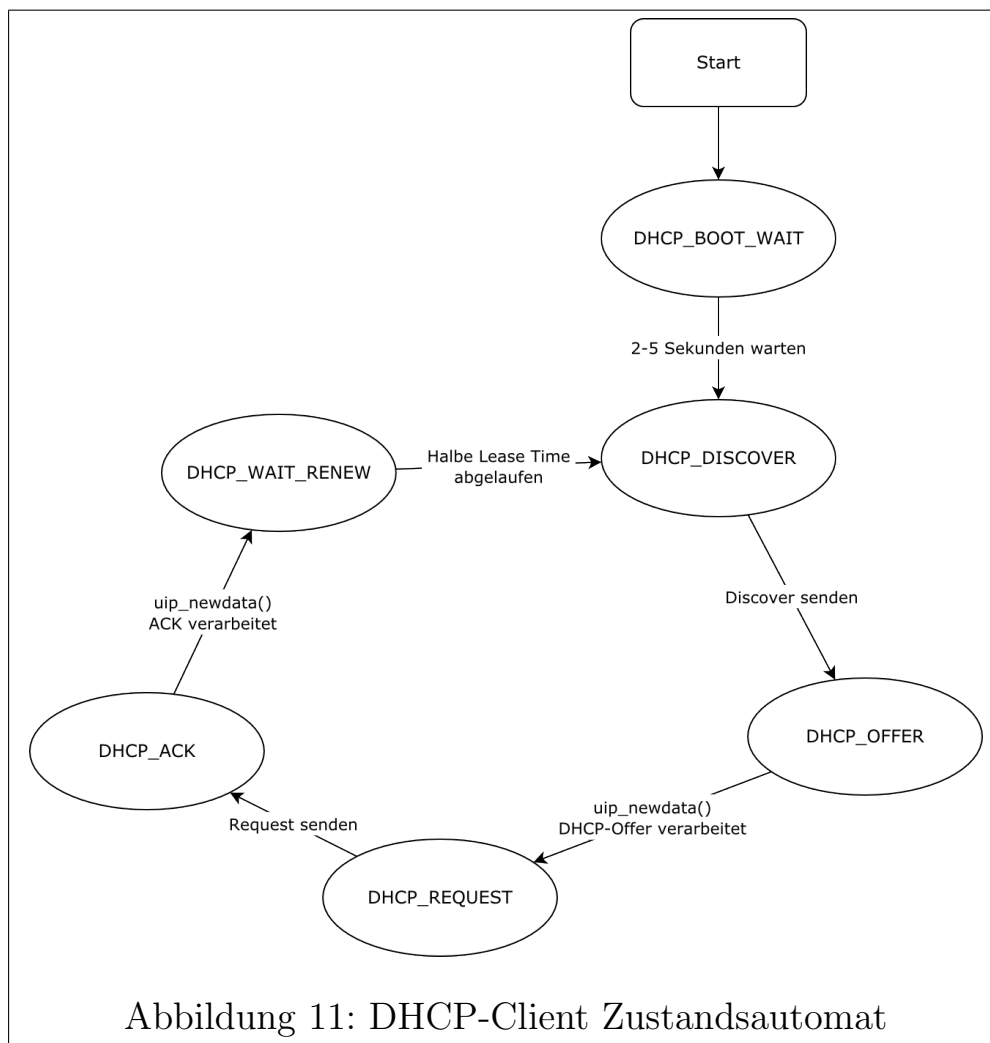 Start
DHCP_BOOT_WAIT
2-5 Sekunden warten
DHCP_WAIT_RENEW
Halbe Lease Time
abgelaufen
DHCP_DISCOVER
uip_newdata()
ACK verarbeitet
Discover senden
DHCP_ACK
DHCP_OFFER
Request senden
uip_newdata()
DHCP-Offer verarbeitet
DHCP_REQUEST
Abbildung 11: DHCP-Client Zustandsautomat